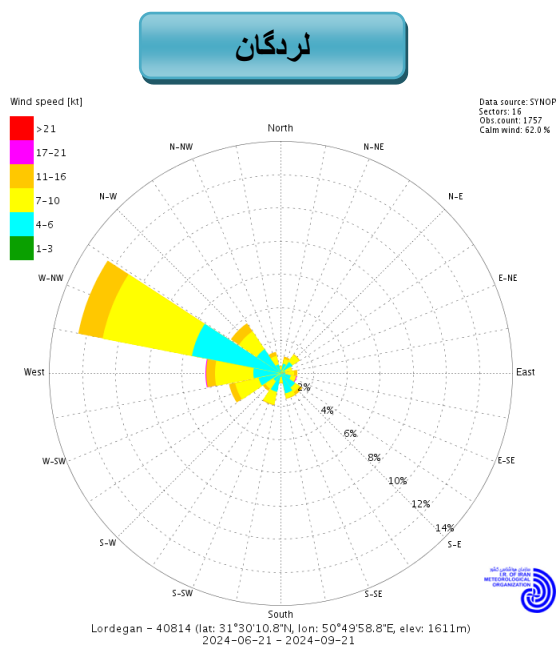 لردگان
Wind speed [kt]
>21
17-21
11-16
7-10
4-6
1-3
Data source: SYNOP
Sectors: 16
Obs.count: 1757
Calm wind: 62.0 %
North
N-NW
N-NE
N-W
N-E
W-NW
E-NE
West
East
2%
4%
6%
8%
10%
12%
14%
W-SW
E-SE
S-W
S-E
S-SW
S-SE
South
سازمان هواشناسی کشور
I.R. OF IRAN
METEOROLOGICAL
ORGANIZATION
Lordegan - 40814 (lat: 31°30'10.8"N, lon: 50°49'58.8"E, elev: 1611m)
2024-06-21 - 2024-09-21